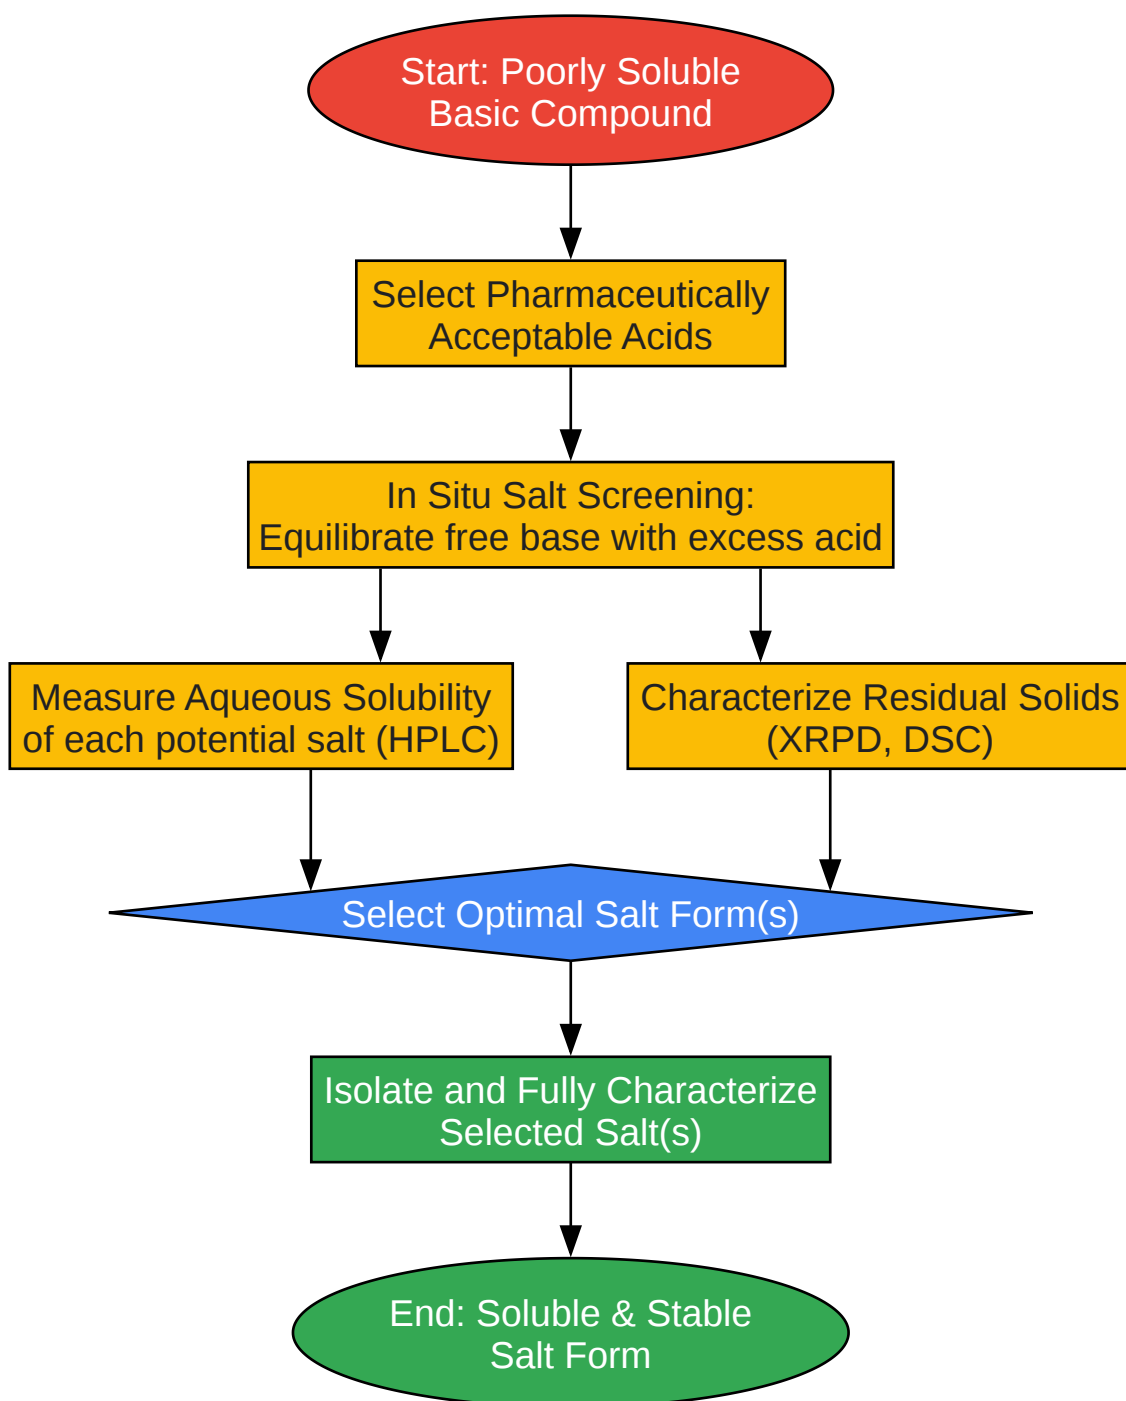 Start: Poorly Soluble
Basic Compound
Select Pharmaceutically
Acceptable Acids
In Situ Salt Screening:
Equilibrate free base with excess acid
Measure Aqueous Solubility
of each potential salt (HPLC)
Characterize Residual Solids
(XRPD, DSC)
Select Optimal Salt Form(s)
Isolate and Fully Characterize
Selected Salt(s)
End: Soluble & Stable
Salt Form